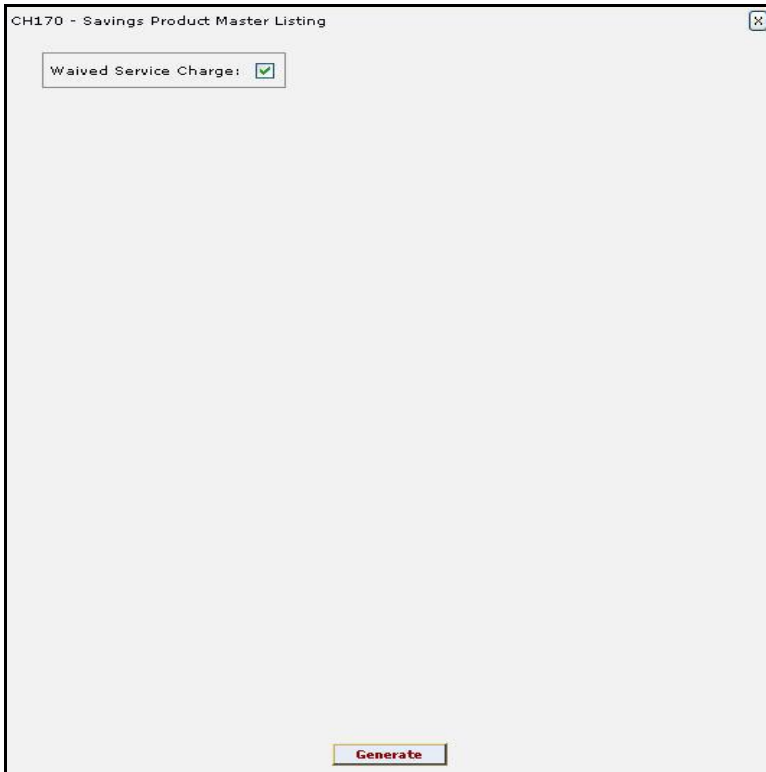 CH170 - Savings Product Master Listing
Waived Service Charge:
Generate